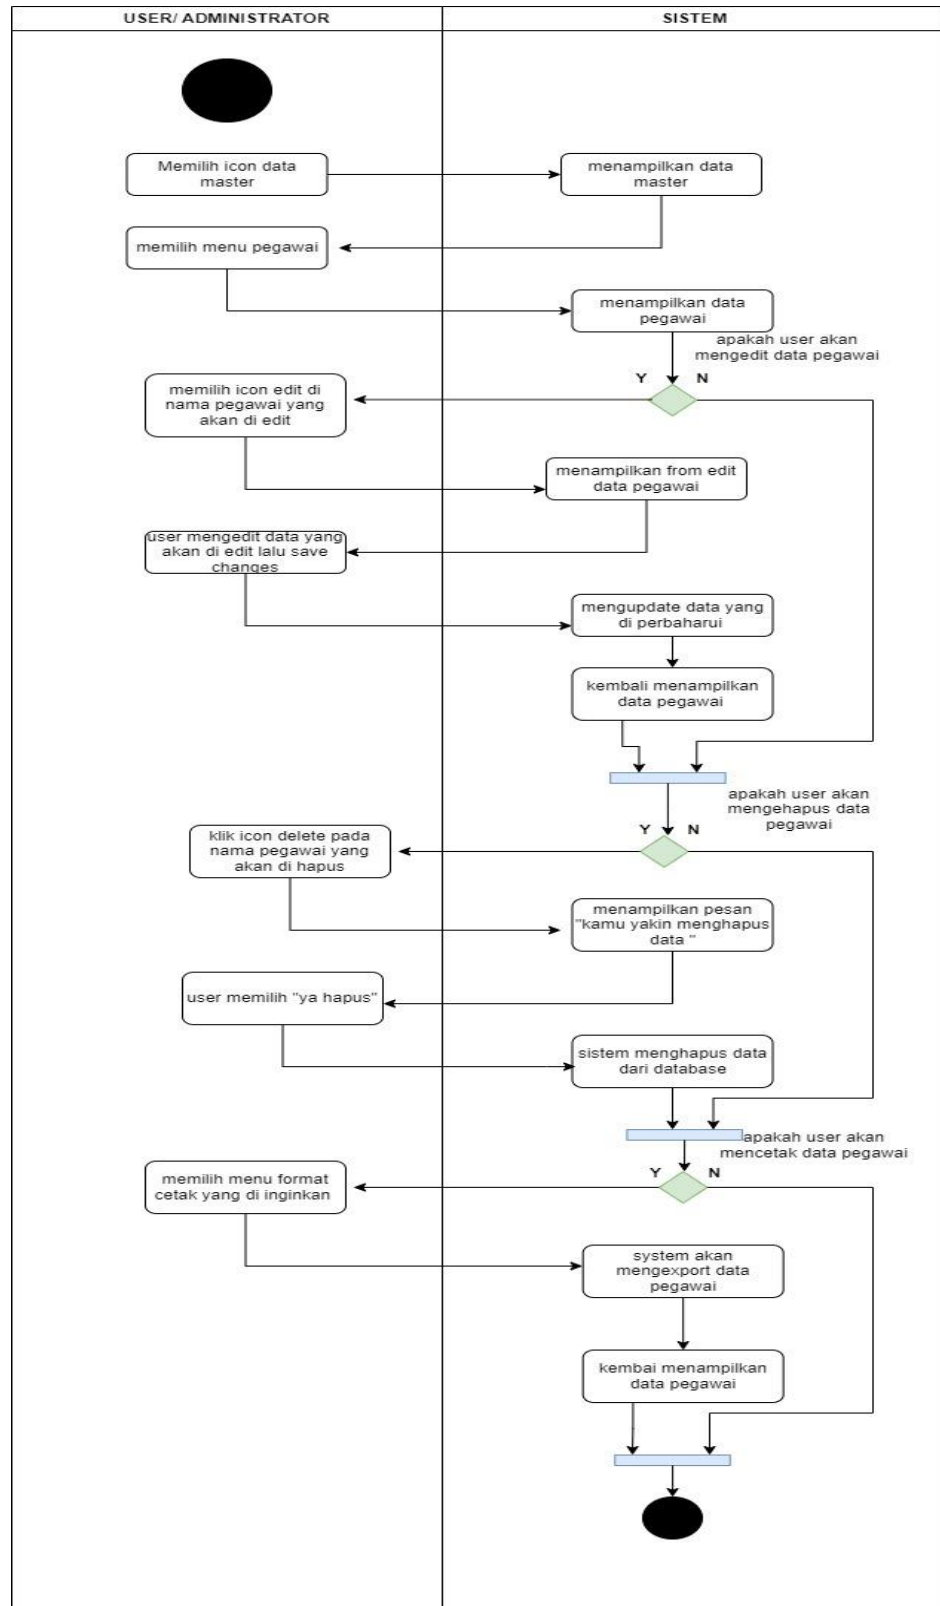 USER/ ADMINISTRATOR
SISTEM
Memilih icon data
master
menampilkan data
master
memilih menu pegawai
menampilkan data
pegawai
apakah user akan
mengedit data pegawai
Y
N
memilih icon edit di
nama pegawai yang
akan di edit
menampilkan from edit
data pegawai
user mengedit data yang
akan di edit lalu save
changes
mengupdate data yang
di perbaharui
kembali menampilkan
data pegawai
apakah user akan
mengehapus data
pegawai
Y
N
klik icon delete pada
nama pegawai yang
akan di hapus
menampilkan pesan
"kamu yakin menghapus
data "
user memilih "ya hapus"
sistem menghapus data
dari database
apakah user akan
mencetak data pegawai
Y
N
memilih menu format
cetak yang di inginkan
system akan
mengexport data
pegawai
kembai menampilkan
data pegawai